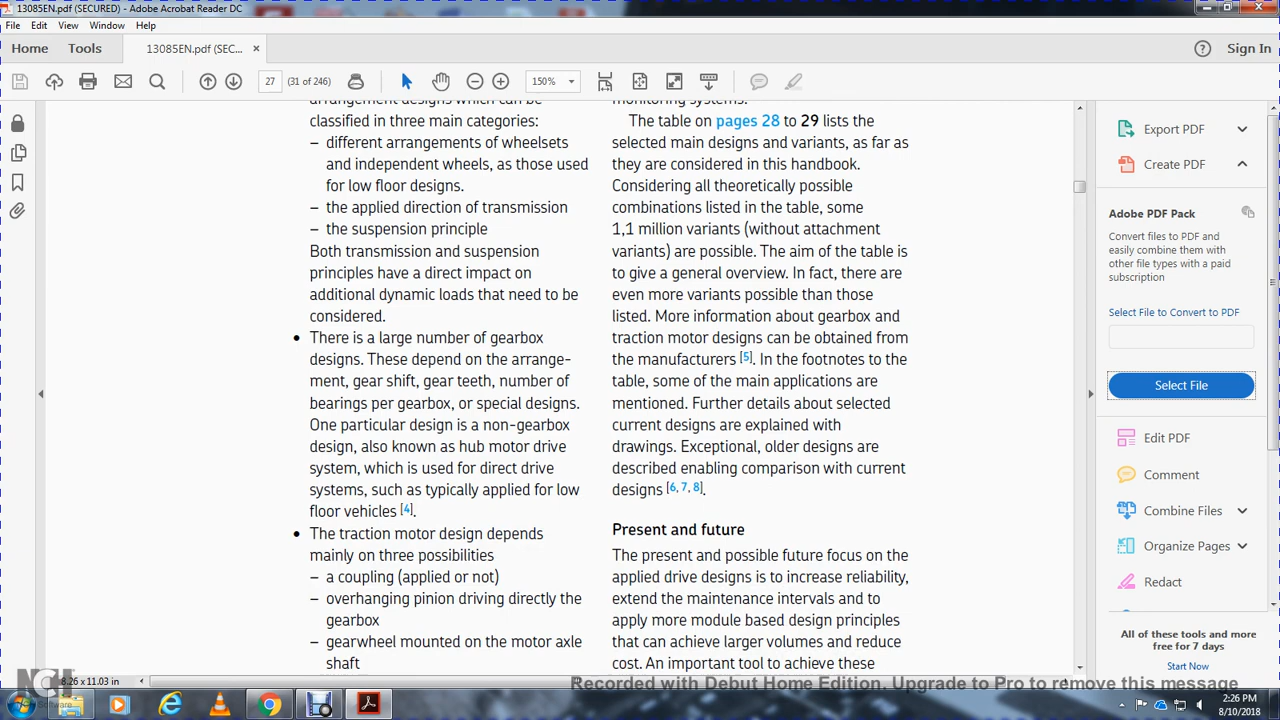 13085EN.pdf (SECURED) - Adobe Acrobat Reader DC
File Edit View Window Help
Home Tools 13085EN.pdf (SEC... × Sign In
27 (31 of 246) 150%
arrangement designs which can be
classified in three main categories:
– different arrangements of wheelsets
and independent wheels, as those used
for low floor designs.
– the applied direction of transmission
– the suspension principle
Both transmission and suspension
principles have a direct impact on
additional dynamic loads that need to be
considered.
• There is a large number of gearbox
designs. These depend on the arrange-
ment, gear shift, gear teeth, number of
bearings per gearbox, or special designs.
One particular design is a non-gearbox
design, also known as hub motor drive
system, which is used for direct drive
systems, such as typically applied for low
floor vehicles [4].
• The traction motor design depends
mainly on three possibilities
– a coupling (applied or not)
– overhanging pinion driving directly the
gearbox
– gearwheel mounted on the motor axle
shaft
monitoring systems.
The table on pages 28 to 29 lists the
selected main designs and variants, as far as
they are considered in this handbook.
Considering all theoretically possible
combinations listed in the table, some
1,1 million variants (without attachment
variants) are possible. The aim of the table is
to give a general overview. In fact, there are
even more variants possible than those
listed. More information about gearbox and
traction motor designs can be obtained from
the manufacturers [5]. In the footnotes to the
table, some of the main applications are
mentioned. Further details about selected
current designs are explained with
drawings. Exceptional, older designs are
described enabling comparison with current
designs [6, 7, 8].
Present and future
The present and possible future focus on the
applied drive designs is to increase reliability,
extend the maintenance intervals and to
apply more module based design principles
that can achieve larger volumes and reduce
cost. An important tool to achieve these
Export PDF
Create PDF
Adobe PDF Pack
Convert files to PDF and
easily combine them with
other file types with a paid
subscription
Select File to Convert to PDF
Select File
Edit PDF
Comment
Combine Files
Organize Pages
Redact
All of these tools and more
free for 7 days
Start Now
8.26 x 11.03 in
NCH
Software
Recorded with Debut Home Edition. Upgrade to Pro to remove this message
2:26 PM
8/10/2018